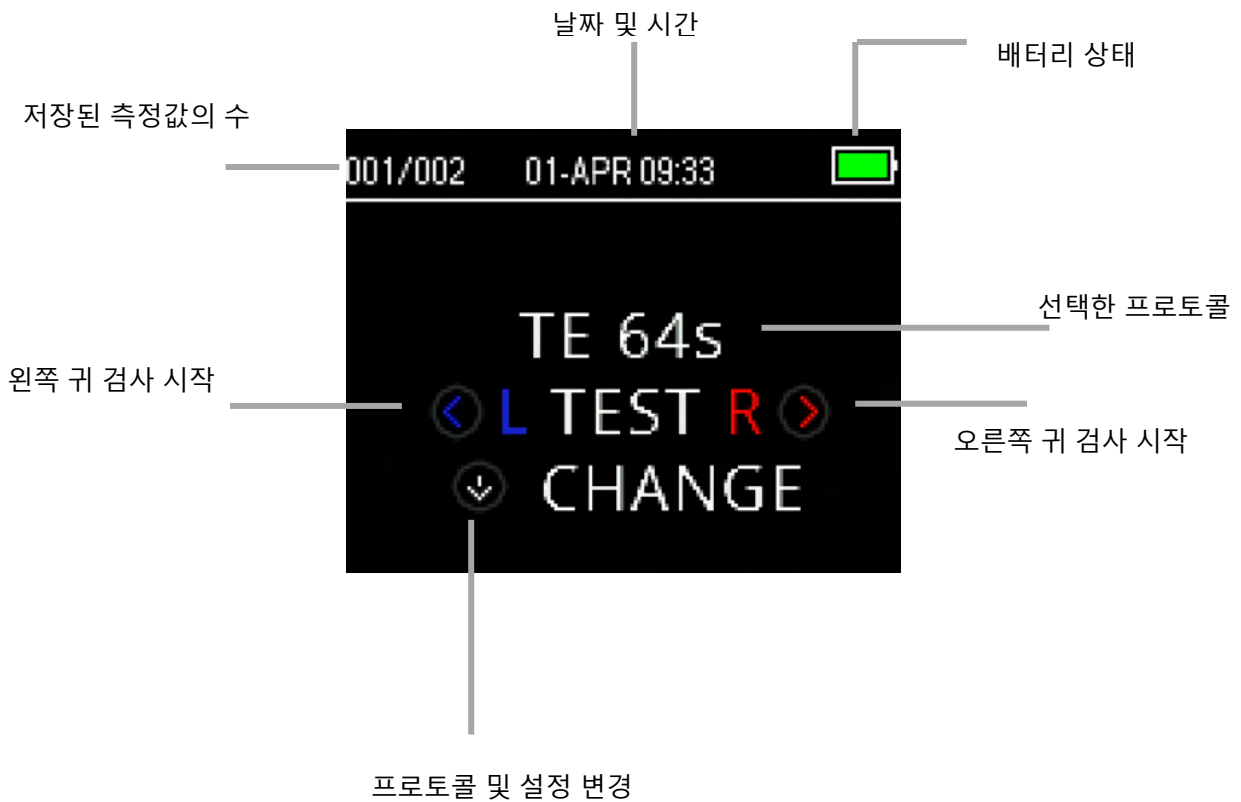 날짜 및 시간
배터리 상태
저장된 측정값의 수
001/002 01-APR 09:33
선택한 프로토콜
TE 64s
왼쪽 귀 검사 시작
L TEST R
오른쪽 귀 검사 시작
CHANGE
프로토콜 및 설정 변경